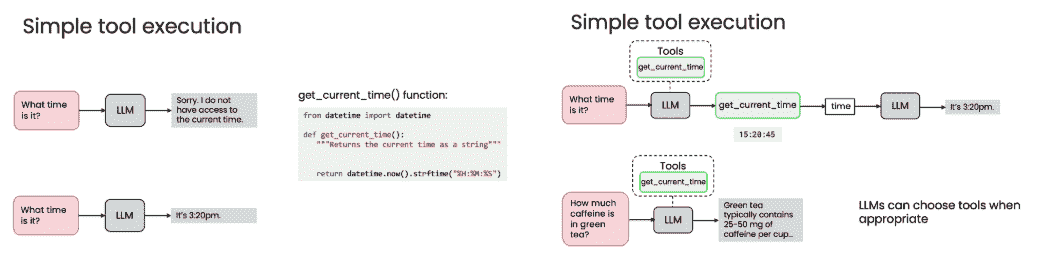 Simple tool execution
What time
is it?
LLM
Sorry. I do not
have access to
the current time.
get_current_time() function:
from datetime import datetime
def get_current_time():
"""Returns the current time as a string"""
return datetime.now().strftime("%H:%M:%S")
What time
is it?
LLM
It's 3:20pm.
Simple tool execution
Tools
get_current_time
What time
is it?
LLM
get_current_time
time
LLM
It's 3:20pm.
15:20:45
Tools
get_current_time
How much
caffeine is
in green
tea?
LLM
Green tea
typically contains
25-50 mg of
caffeine per cup...
LLMs can choose tools when
appropriate